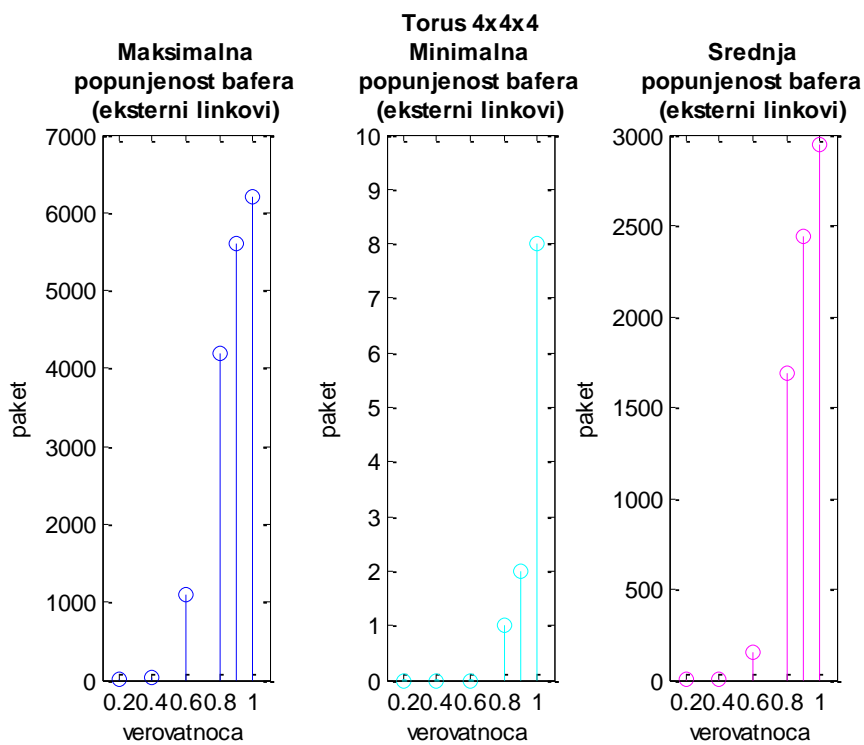 Torus 4x4x4
Maksimalna
popunjenost bafera
(eksterni linkovi)
7000
6000
5000
4000
3000
2000
1000
0
paket
0.20.40.60.8 1
verovatnoca
Minimalna
popunjenost bafera
(eksterni linkovi)
10
9
8
7
6
5
4
3
2
1
0
paket
0.20.40.60.8 1
verovatnoca
Srednja
popunjenost bafera
(eksterni linkovi)
3000
2500
2000
1500
1000
500
0
paket
0.20.40.60.8 1
verovatnoca